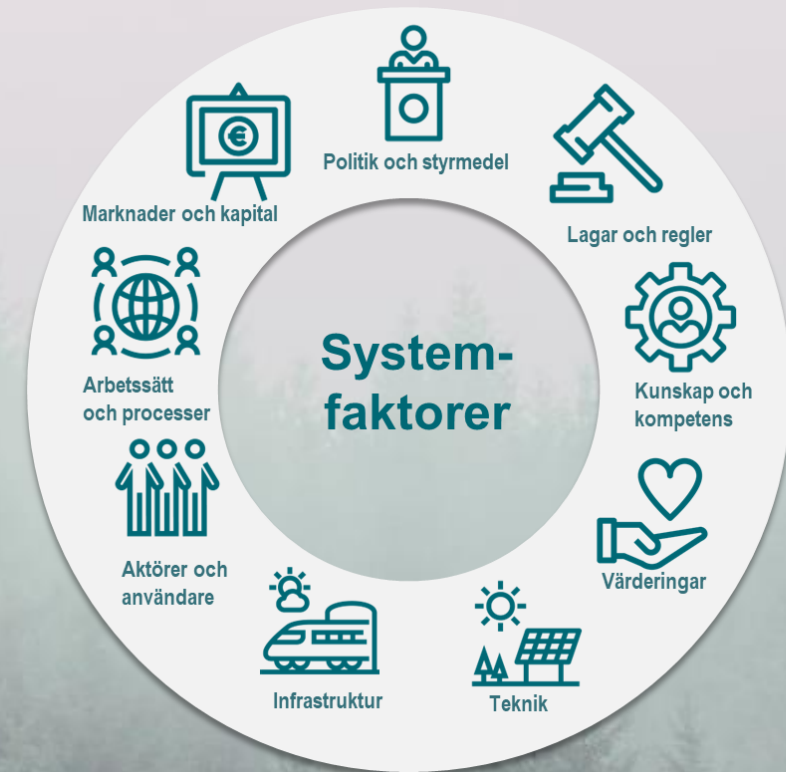 Politik och styrmedel
Marknader och kapital
Lagar och regler
Arbetssätt
och processer
System-
faktorer
Kunskap och
kompetens
Aktörer och
användare
Värderingar
Infrastruktur
Teknik